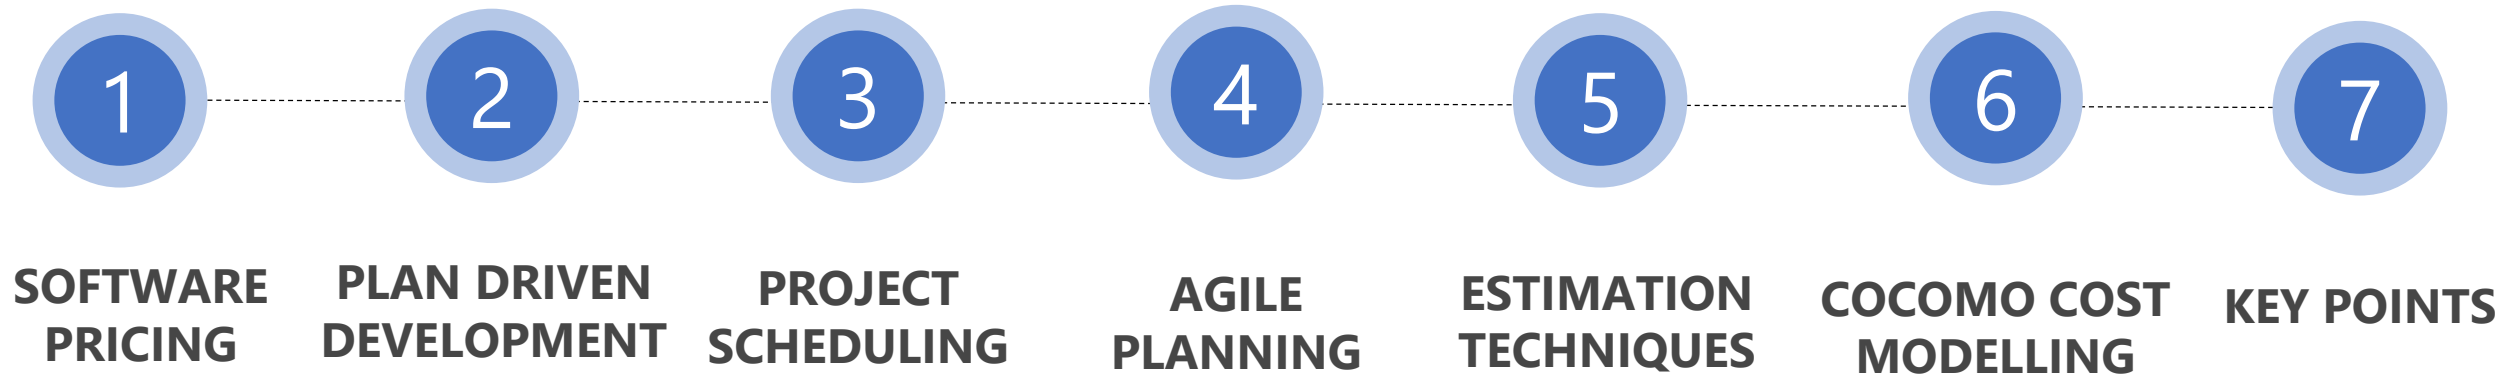 1
SOFTWARE
PRICING
2
PLAN DRIVEN
DEVELOPMENT
3
PROJECT
SCHEDULING
4
AGILE
PLANNING
5
ESTIMATION
TECHNIQUES
6
COCOMO COST
MODELLING
7
KEY POINTS